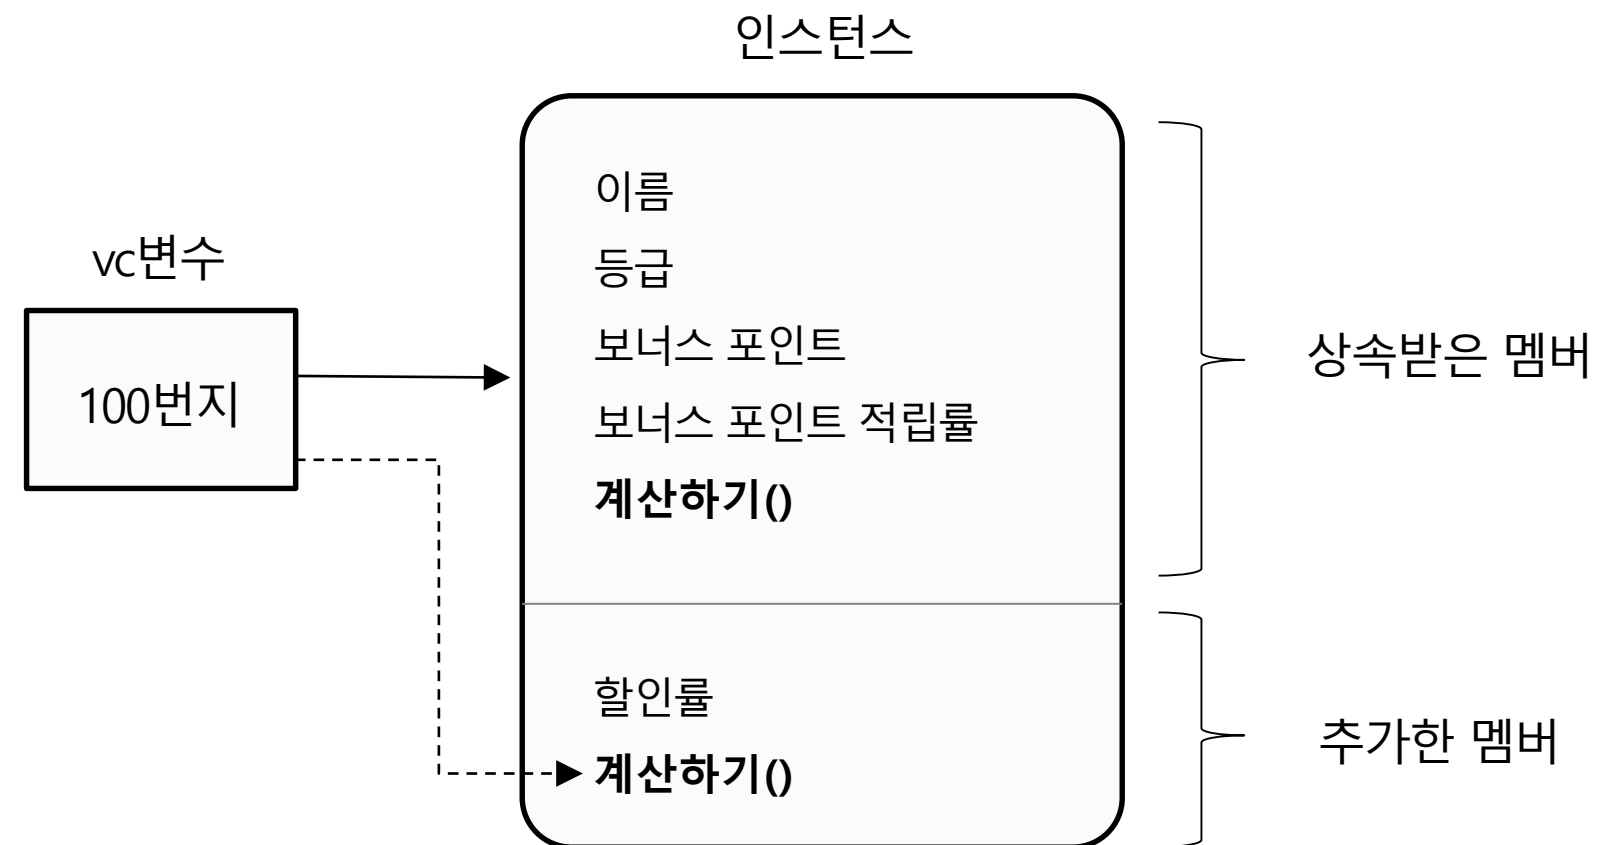 인스턴스
vc변수
100번지
이름
등급
보너스 포인트
보너스 포인트 적립률
계산하기()
상속받은 멤버
할인률
계산하기()
추가한 멤버